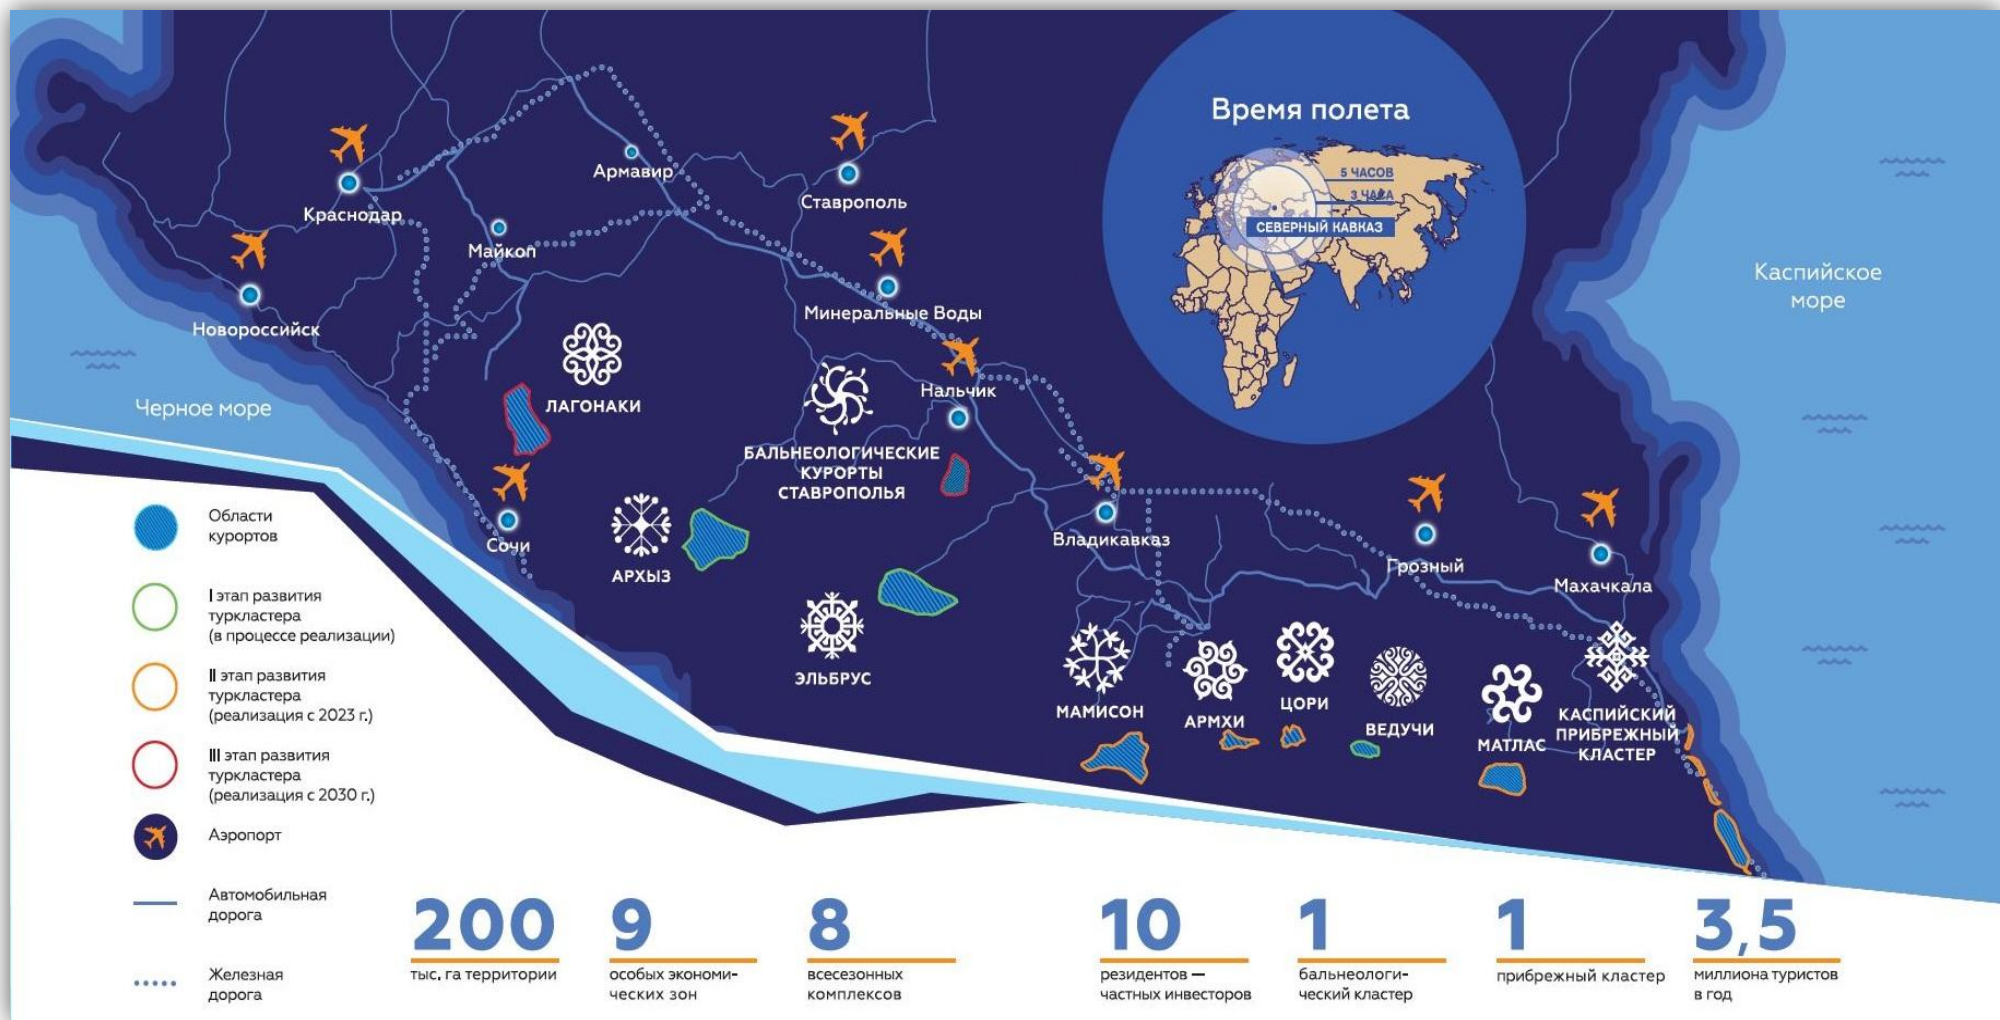 Время полета
5 ЧАСОВ
3 ЧАСА
СЕВЕРНЫЙ КАВКАЗ
Краснодар
Армавир
Ставрополь
Майкоп
Новороссийск
Минеральные Воды
Каспийское
море
Черное море
ЛАГОНАКИ
Нальчик
БАЛЬНЕОЛОГИЧЕСКИЕ
КУРОРТЫ
СТАВРОПОЛЬЯ
Сочи
АРХЫЗ
Владикавказ
Грозный
Махачкала
ЭЛЬБРУС
МАМИСОН
АРМХИ
ЦОРИ
ВЕДУЧИ
МАТЛАС
КАСПИЙСКИЙ
ПРИБРЕЖНЫЙ
КЛАСТЕР
Области
курортов
I этап развития
туркластера
(в процессе реализации)
II этап развития
туркластера
(реализация с 2023 г.)
III этап развития
туркластера
(реализация с 2030 г.)
Аэропорт
Автомобильная
дорога
Железная
дорога
200
тыс. га территории
9
особых экономи-
ческих зон
8
всесезонных
комплексов
10
резидентов —
частных инвесторов
1
бальнеологи-
ческий кластер
1
прибрежный кластер
3,5
миллиона туристов
в год